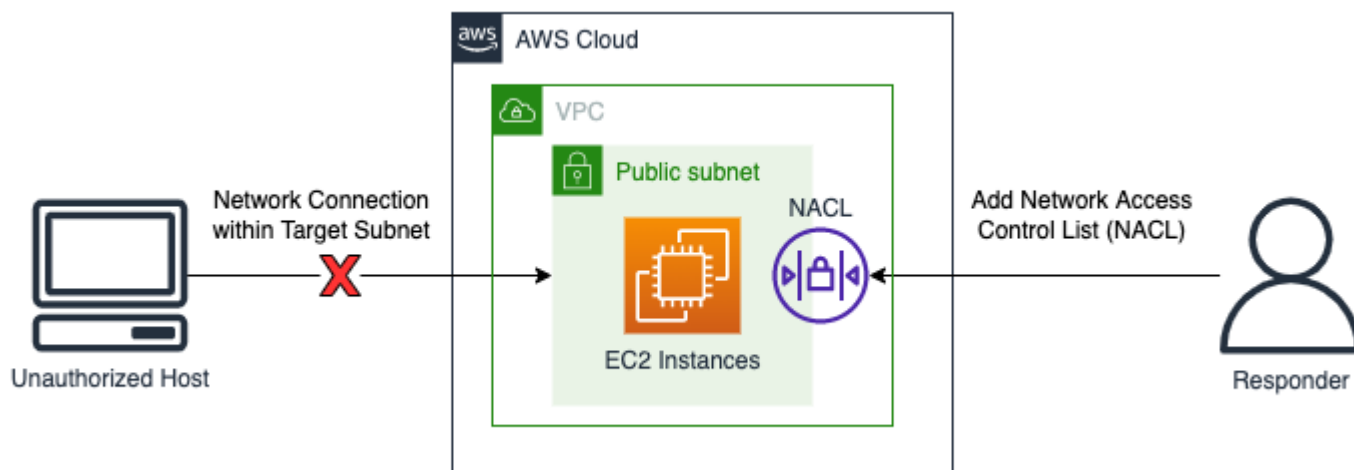 aws
AWS Cloud
VPC
Public subnet
Network Connection
within Target Subnet
X
NACL
Add Network Access
Control List (NACL)
EC2 Instances
Unauthorized Host
Responder